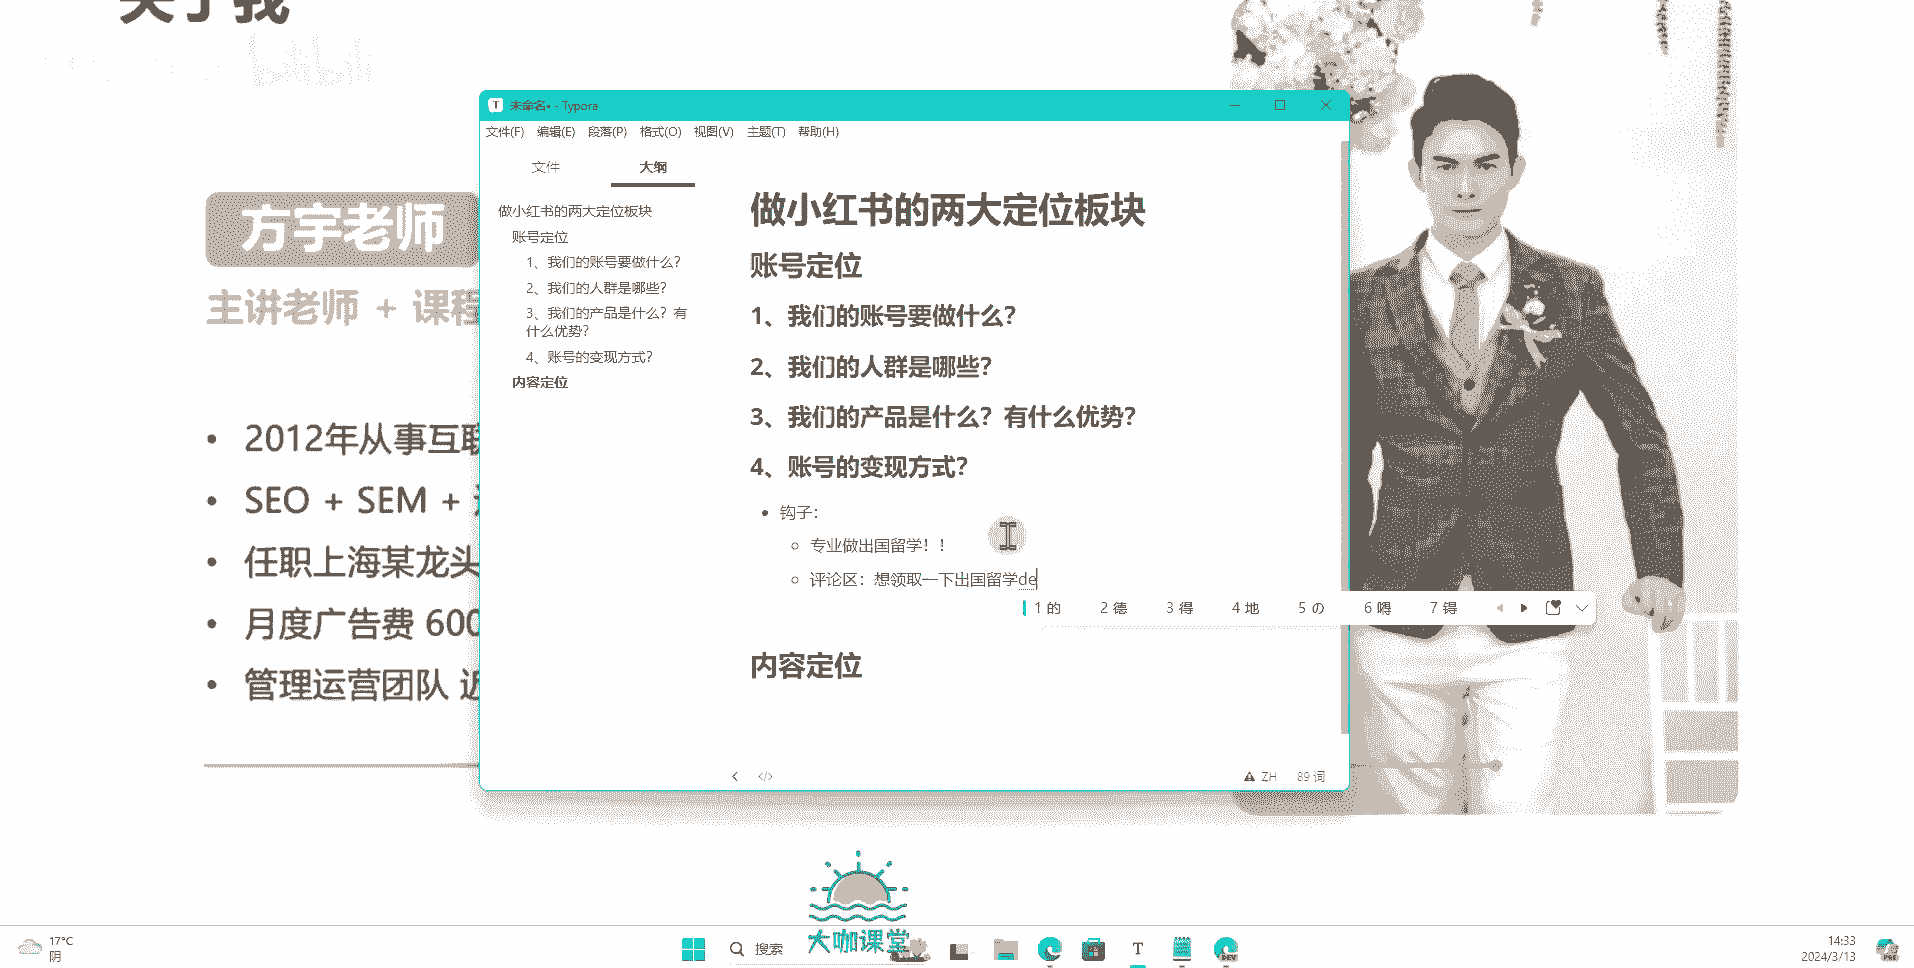 关于我
bilibili
方宇老师
主讲老师 + 课程
• 2012年从事互联
• SEO + SEM +
• 任职上海某龙头
• 月度广告费 600
• 管理运营团队 近
未命名• - Typora
文件(F) 编辑(E) 段落(P) 格式(O) 视图(V) 主题(T) 帮助(H)
文件 大纲
做小红书的两大定位板块
账号定位
1、我们的账号要做什么？
2、我们的人群是哪些？
3、我们的产品是什么？有
什么优势？
4、账号的变现方式？
内容定位
做小红书的两大定位板块
账号定位
1、我们的账号要做什么？
2、我们的人群是哪些？
3、我们的产品是什么？有什么优势？
4、账号的变现方式？
• 钩子：
专业做出国留学！！
评论区：想领取一下出国留学de
1 的 2 德 3 得 4 地 5 の 6 嘚 7 锝
内容定位
ZH 89 词
大咖课堂
17°C
阴
搜索
DEV
14:33
2024/3/13
PRE